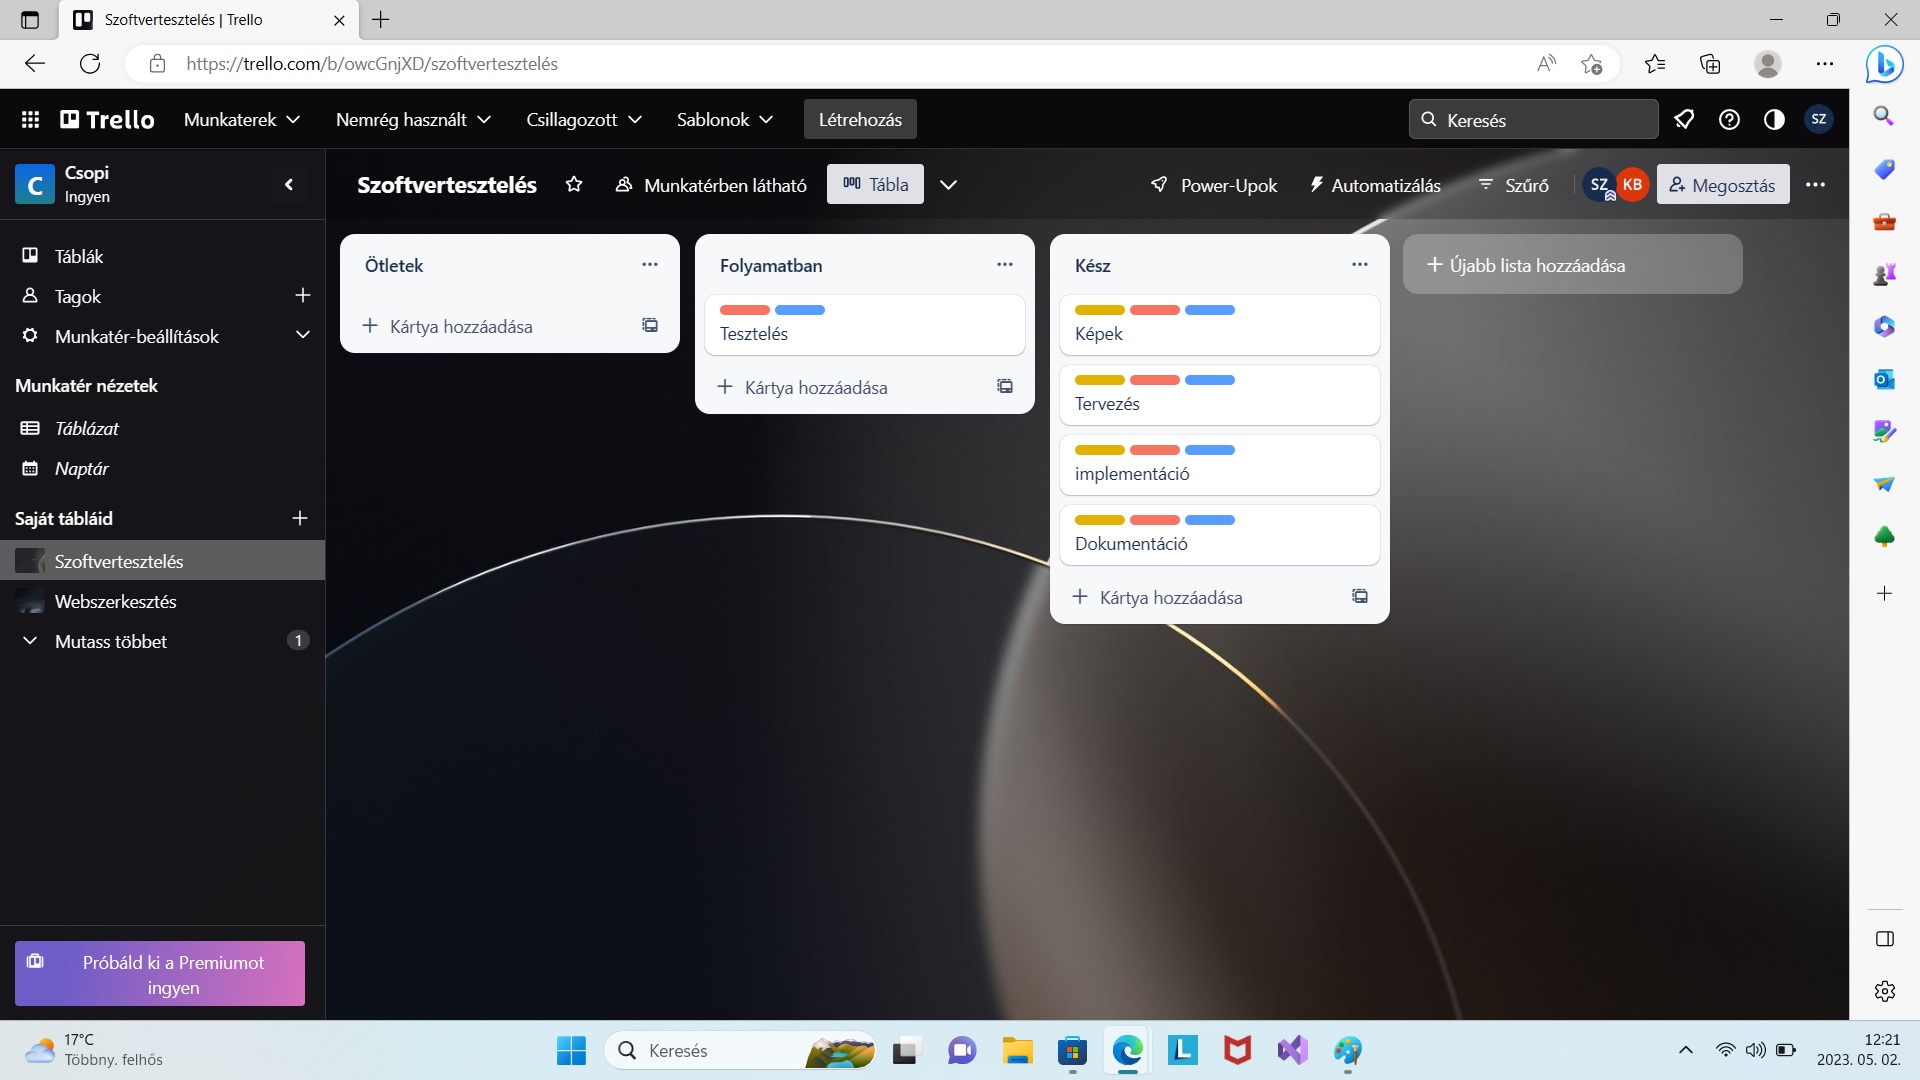 Szoftvertesztelés | Trello
https://trello.com/b/owcGnjXD/szoftvertesztelés
Trello
Munkaterek
Nemrég használt
Csillagozott
Sablonok
Létrehozás
Keresés
SZ
C
Csopi
Ingyen
Szoftvertesztelés
Munkatérben látható
Tábla
Power-Upok
Automatizálás
Szűrő
SZ
KB
Megosztás
Táblák
Tagok
Munkatér-beállítások
Munkatér nézetek
Táblázat
Naptár
Saját tábláid
Szoftvertesztelés
Webszerkesztés
Mutass többet
1
Próbáld ki a Premiumot
ingyen
Ötletek
Kártya hozzáadása
Folyamatban
Tesztelés
Kártya hozzáadása
Kész
Képek
Tervezés
implementáció
Dokumentáció
Kártya hozzáadása
Újabb lista hozzáadása
17°C
Többny. felhős
Keresés
L
12:21
2023. 05. 02.